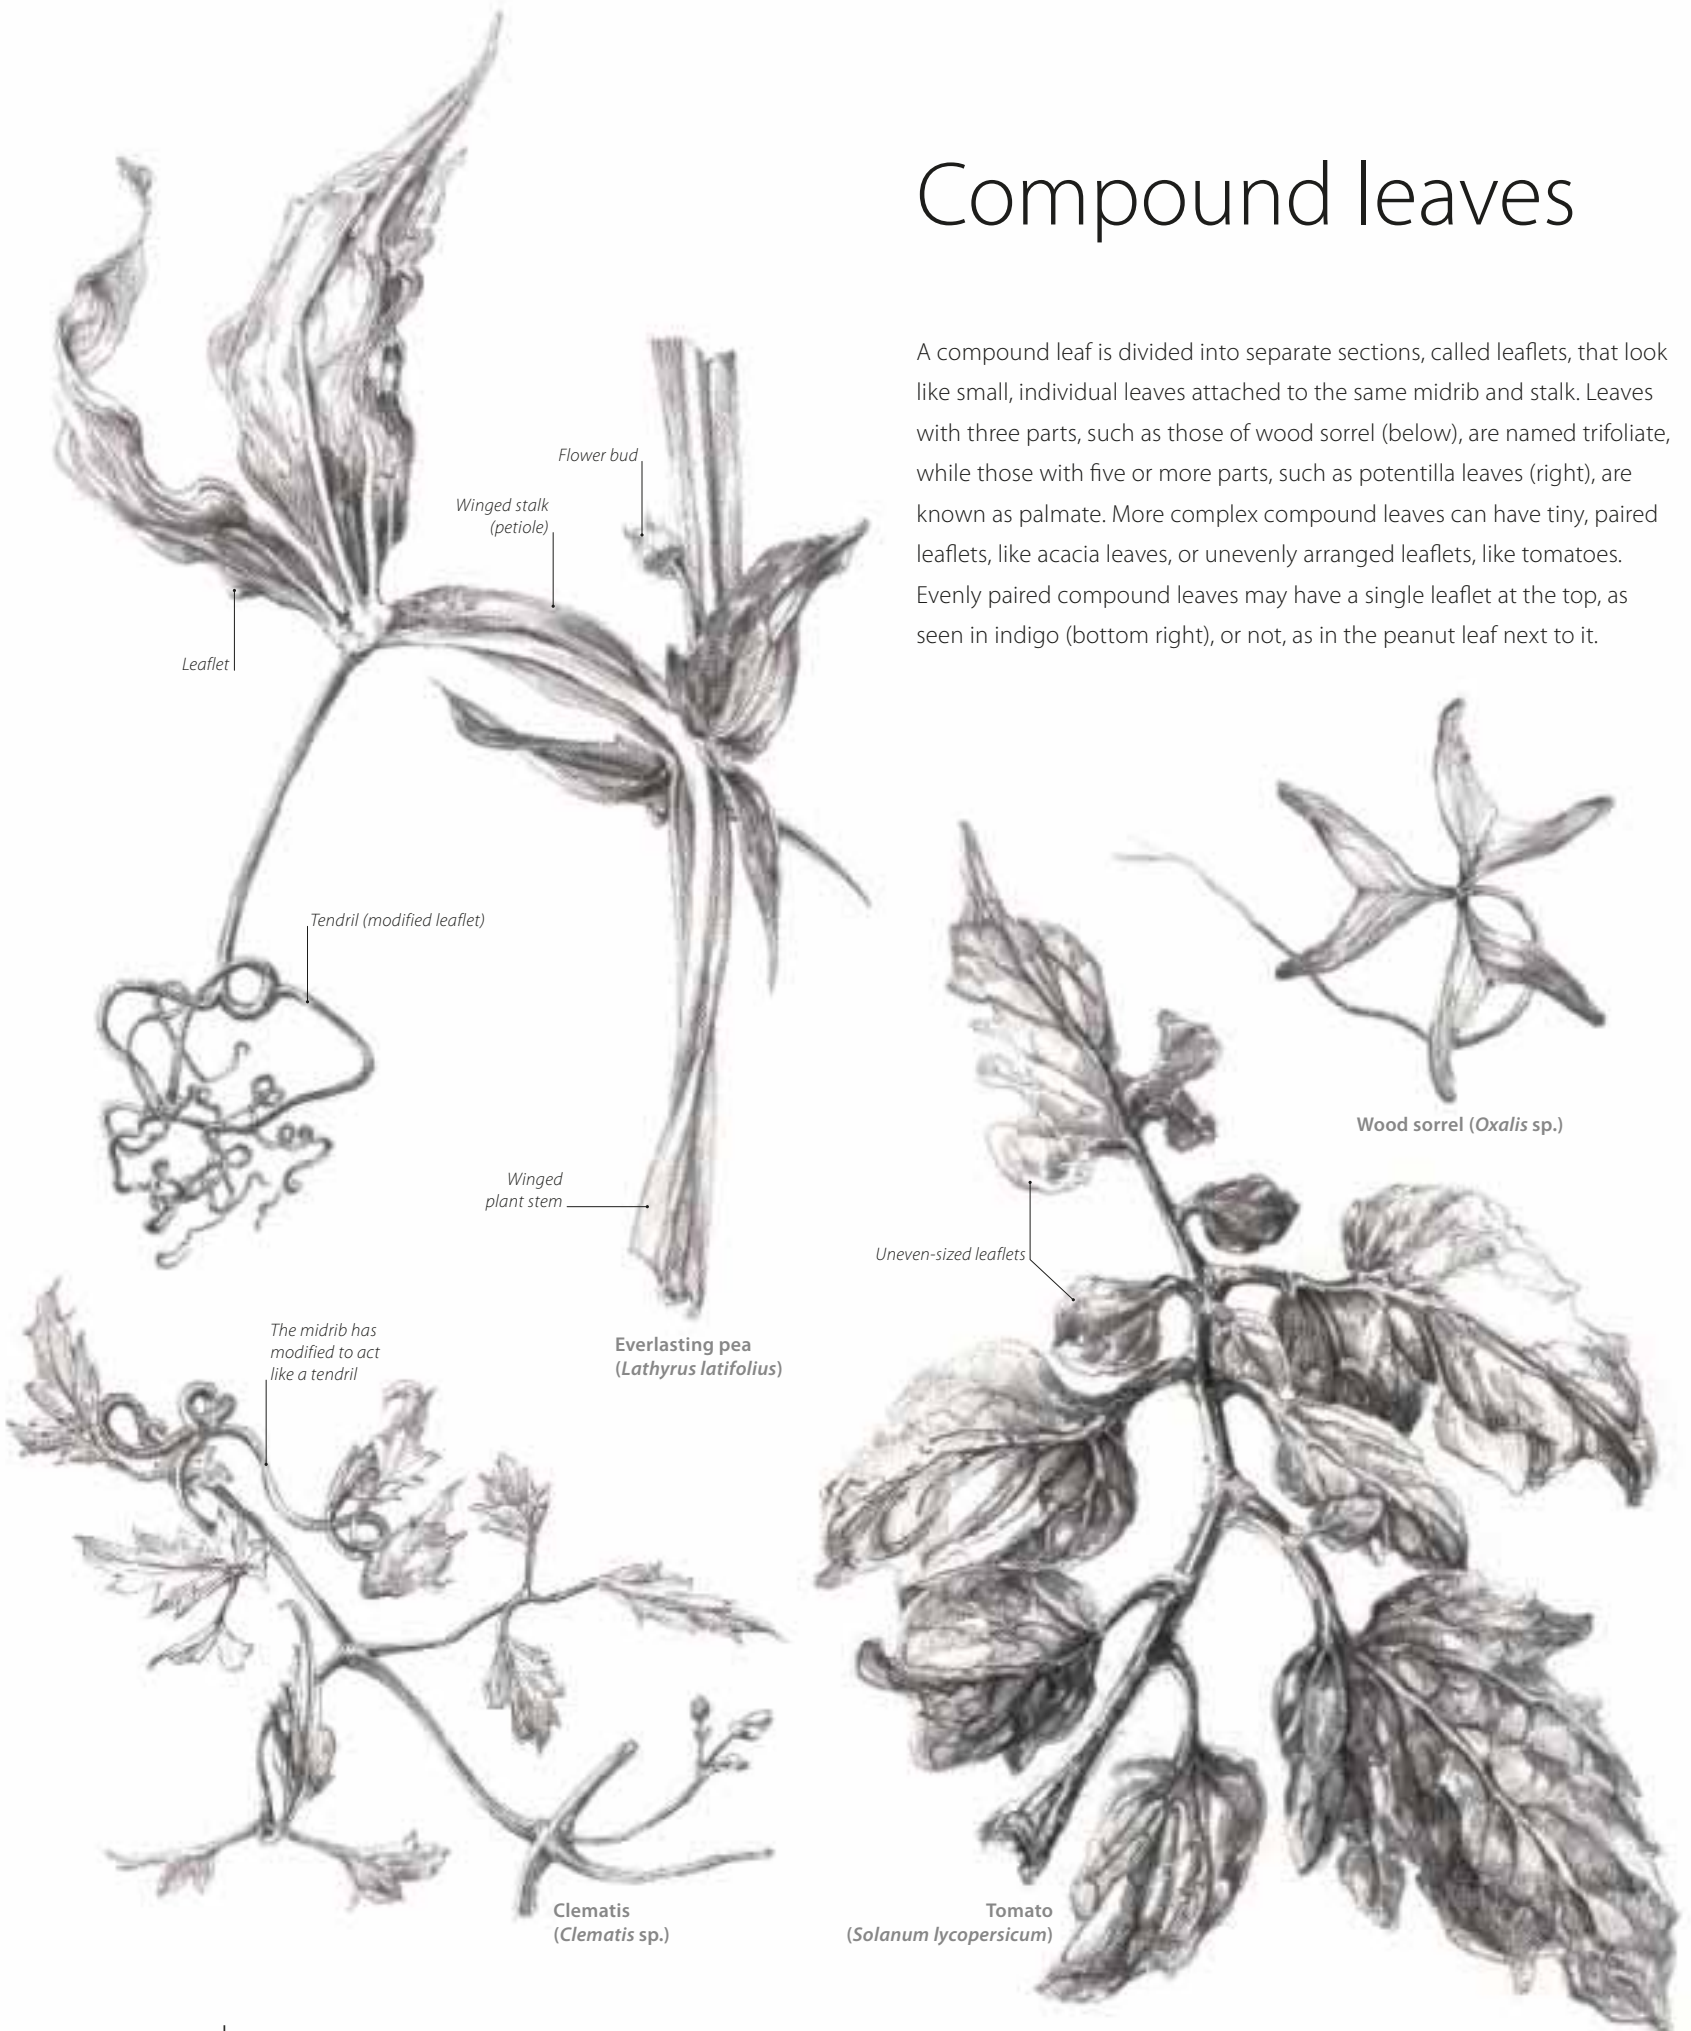 Compound leaves
A compound leaf is divided into separate sections, called leaflets, that look
like small, individual leaves attached to the same midrib and stalk. Leaves
with three parts, such as those of wood sorrel (below), are named trifoliate,
while those with five or more parts, such as potentilla leaves (right), are
known as palmate. More complex compound leaves can have tiny, paired
leaflets, like acacia leaves, or unevenly arranged leaflets, like tomatoes.
Evenly paired compound leaves may have a single leaflet at the top, as
seen in indigo (bottom right), or not, as in the peanut leaf next to it.
Flower bud
Winged stalk
(petiole)
Leaflet
Tendril (modified leaflet)
Winged
plant stem
Everlasting pea
(Lathyrus latifolius)
Wood sorrel (Oxalis sp.)
Uneven-sized leaflets
The midrib has
modified to act
like a tendril
Clematis
(Clematis sp.)
Tomato
(Solanum lycopersicum)